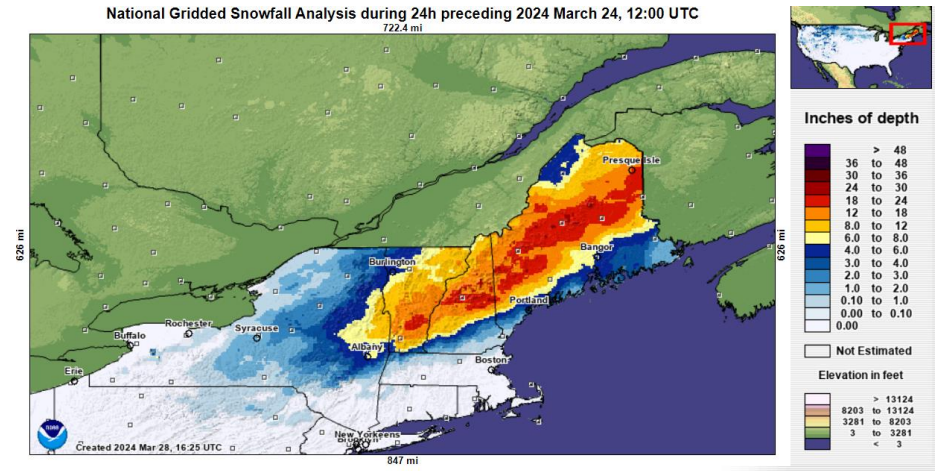 National Gridded Snowfall Analysis during 24h preceding 2024 March 24, 12:00 UTC
722.4 mi
626 mi
Presque Isle
Burlington
Bangor
Portland
Rochester
Syracuse
Buffalo
Albany
Boston
Erie
New York
Created 2024 Mar 28, 16:25 UTC
847 mi
626 mi
Inches of depth
> 48
36 to 48
30 to 36
24 to 30
18 to 24
12 to 18
8.0 to 12
6.0 to 8.0
4.0 to 6.0
3.0 to 4.0
2.0 to 3.0
1.0 to 2.0
0.10 to 1.0
0.00 to 0.10
0.00
Not Estimated
Elevation in feet
> 13124
8203 to 13124
3281 to 8203
3 to 3281
< 3